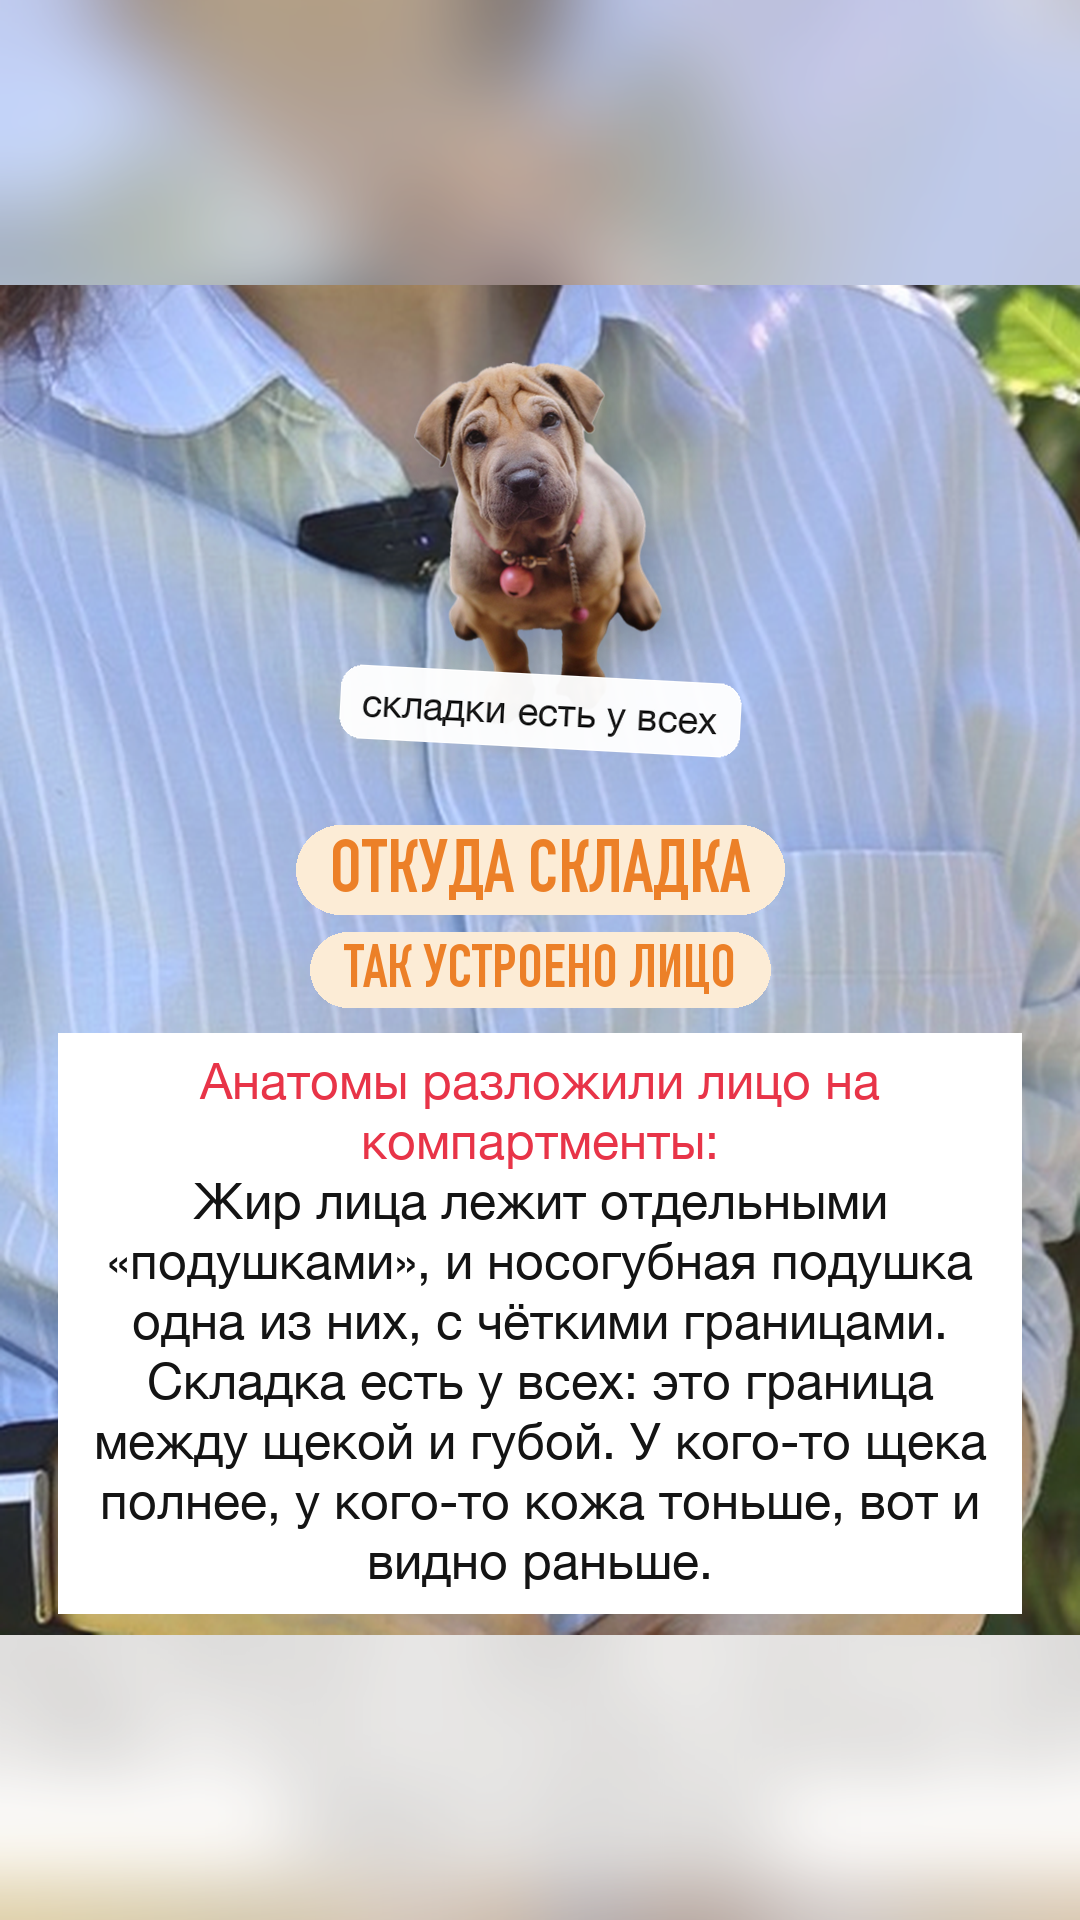 складки есть у всех
ОТКУДА СКЛАДКА
ТАК УСТРОЕНО ЛИЦО
Анатомы разложили лицо на
компартменты:
Жир лица лежит отдельными
«подушками», и носогубная подушка
одна из них, с чёткими границами.
Складка есть у всех: это граница
между щекой и губой. У кого-то щека
полнее, у кого-то кожа тоньше, вот и
видно раньше.